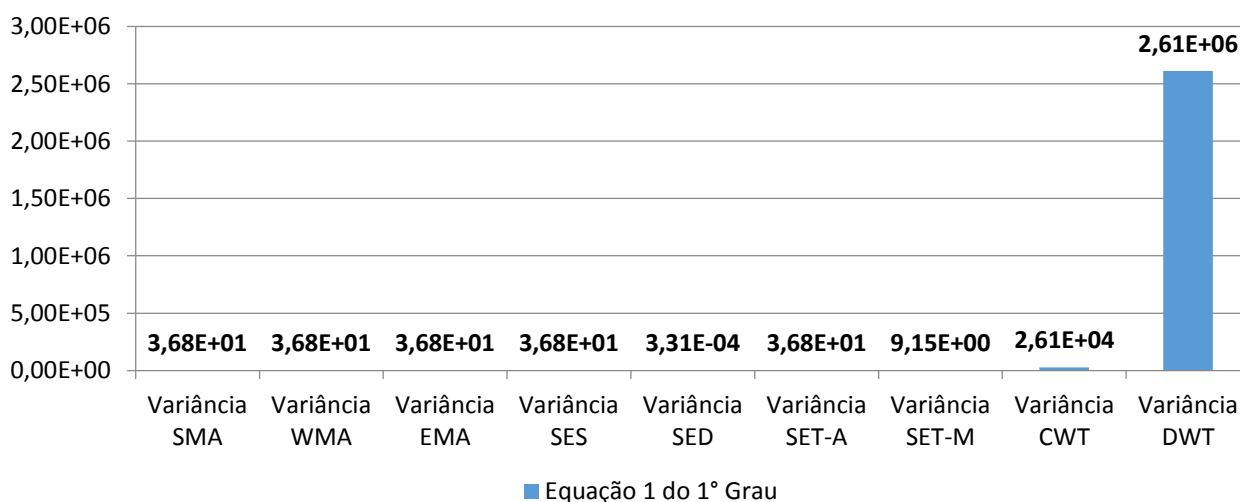 3,00E+06
2,50E+06
2,00E+06
1,50E+06
1,00E+06
5,00E+05
0,00E+00
3,68E+01 3,68E+01 3,68E+01 3,68E+01 3,31E-04 3,68E+01 9,15E+00 2,61E+04 2,61E+06
Variância Variância Variância Variância Variância Variância Variância Variância Variância
SMA WMA EMA SES SED SET-A SET-M CWT DWT
Equação 1 do 1° Grau